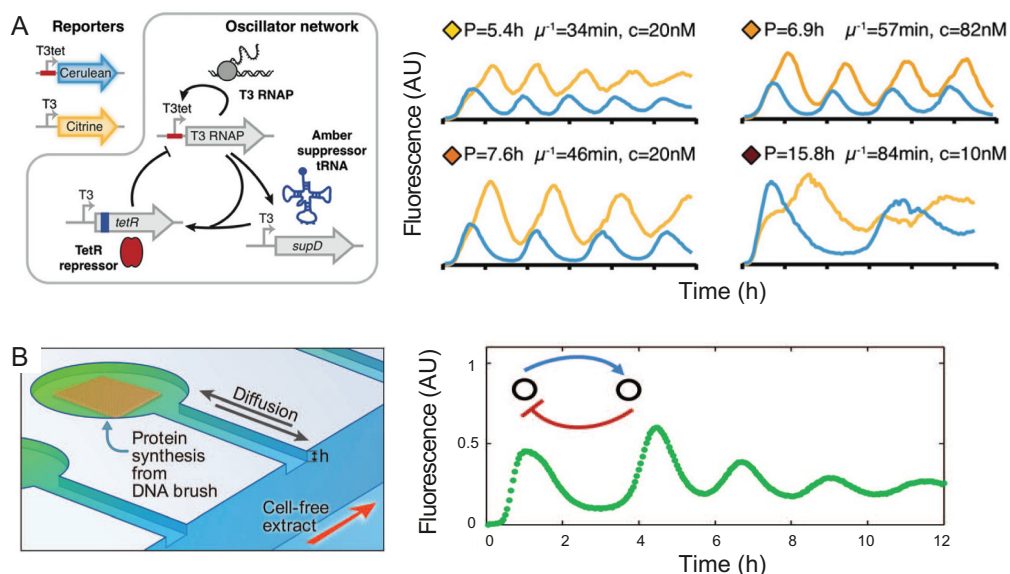 A
Reporters
T3tet
Cerulean
T3
Citrine
Oscillator network
T3 RNAP
T3tet
T3 RNAP
Amber
suppressor
tRNA
T3
tetR
TetR
repressor
T3
supD
Fluorescence (AU)
P=5.4h μ⁻¹=34min, c=20nM
P=6.9h μ⁻¹=57min, c=82nM
P=7.6h μ⁻¹=46min, c=20nM
P=15.8h μ⁻¹=84min, c=10nM
Time (h)
B
Diffusion
h
Protein
synthesis
from
DNA brush
Cell-free
extract
Fluorescence (AU)
1
0.5
0
0 2 4 6 8 10 12
Time (h)